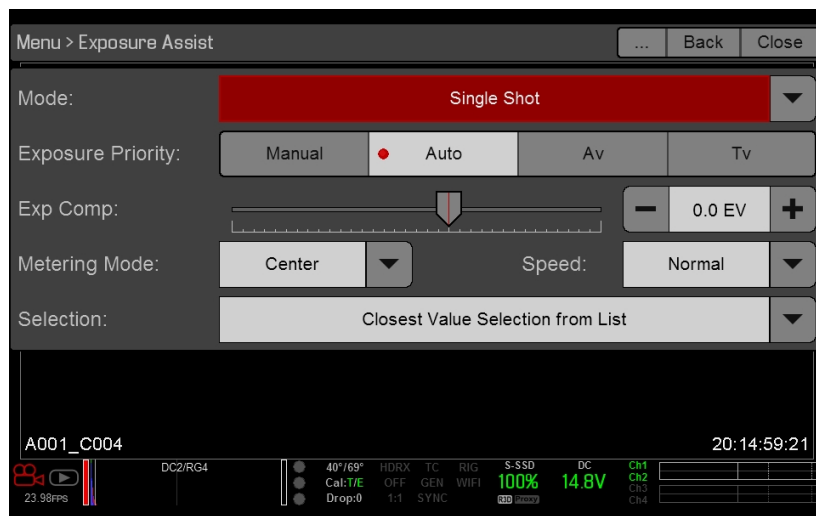 Menu > Exposure Assist ... Back Close
Mode: Single Shot
Exposure Priority: Manual Auto Av Tv
Exp Comp: 0.0 EV
Metering Mode: Center Speed: Normal
Selection: Closest Value Selection from List
A001_C004 20:14:59:21
DC2/RG4 40°/69° HDRX TC RIG S-SSD DC Ch1
Cal:T/E OFF GEN WIFI 100% 14.8V Ch2
23.98FPS Drop:0 1:1 SYNC R3D Proxy Ch3
Ch4